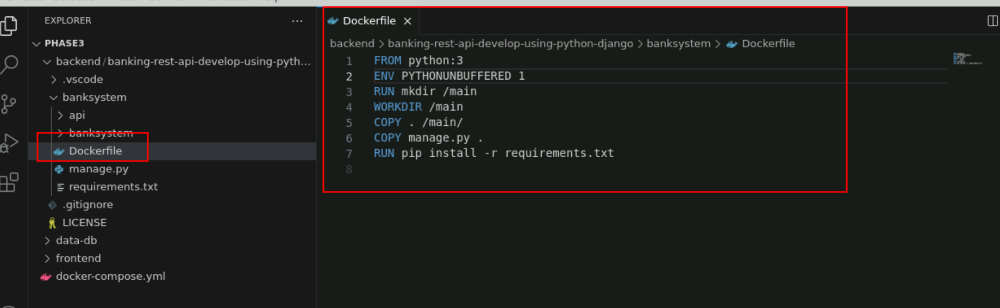 EXPLORER
PHASE3
backend/banking-rest-api-develop-using-pyth...
.vscode
banksystem
api
banksystem
Dockerfile
manage.py
requirements.txt
.gitignore
LICENSE
data-db
frontend
docker-compose.yml
Dockerfile
backend > banking-rest-api-develop-using-python-django > banksystem > Dockerfile
1 FROM python:3
2 ENV PYTHONUNBUFFERED 1
3 RUN mkdir /main
4 WORKDIR /main
5 COPY . /main/
6 COPY manage.py .
7 RUN pip install -r requirements.txt
8